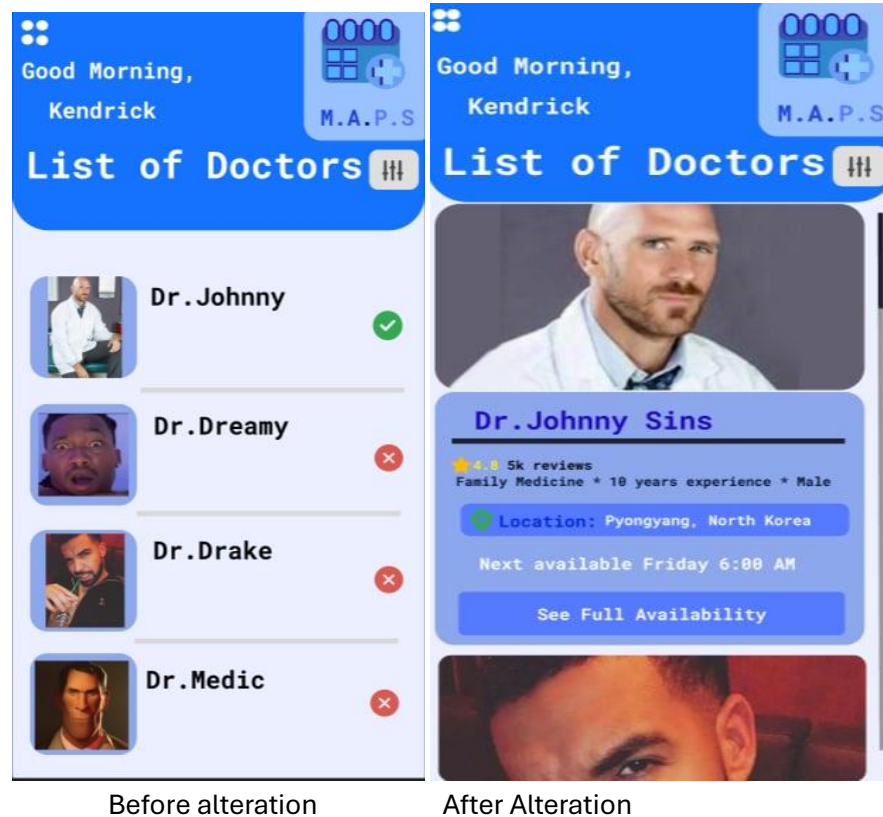 Good Morning,
Kendrick
M.A.P.S
List of Doctors
Dr.Johnny
Dr.Dreamy
Dr.Drake
Dr.Medic
Before alteration
Good Morning,
Kendrick
M.A.P.S
List of Doctors
Dr.Johnny Sins
4.8 5k reviews
Family Medicine * 10 years experience * Male
Location: Pyongyang, North Korea
Next available Friday 6:00 AM
See Full Availability
After Alteration